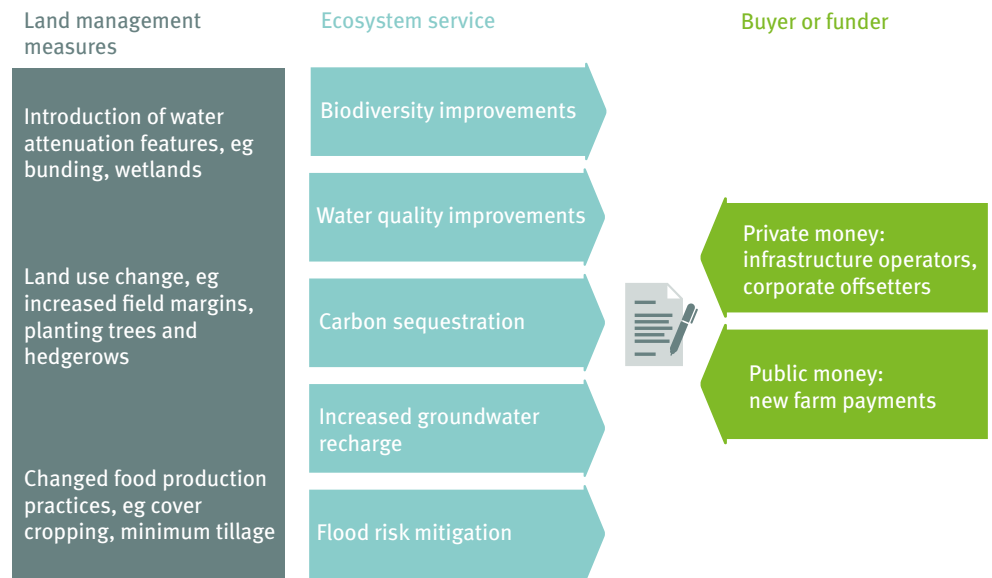 Land management
measures
Ecosystem service
Buyer or funder
Introduction of water
attenuation features, eg
bunding, wetlands
Land use change, eg
increased field margins,
planting trees and
hedgerows
Changed food production
practices, eg cover
cropping, minimum tillage
Biodiversity improvements
Water quality improvements
Carbon sequestration
Increased groundwater
recharge
Flood risk mitigation
Private money:
infrastructure operators,
corporate offsetters
Public money:
new farm payments